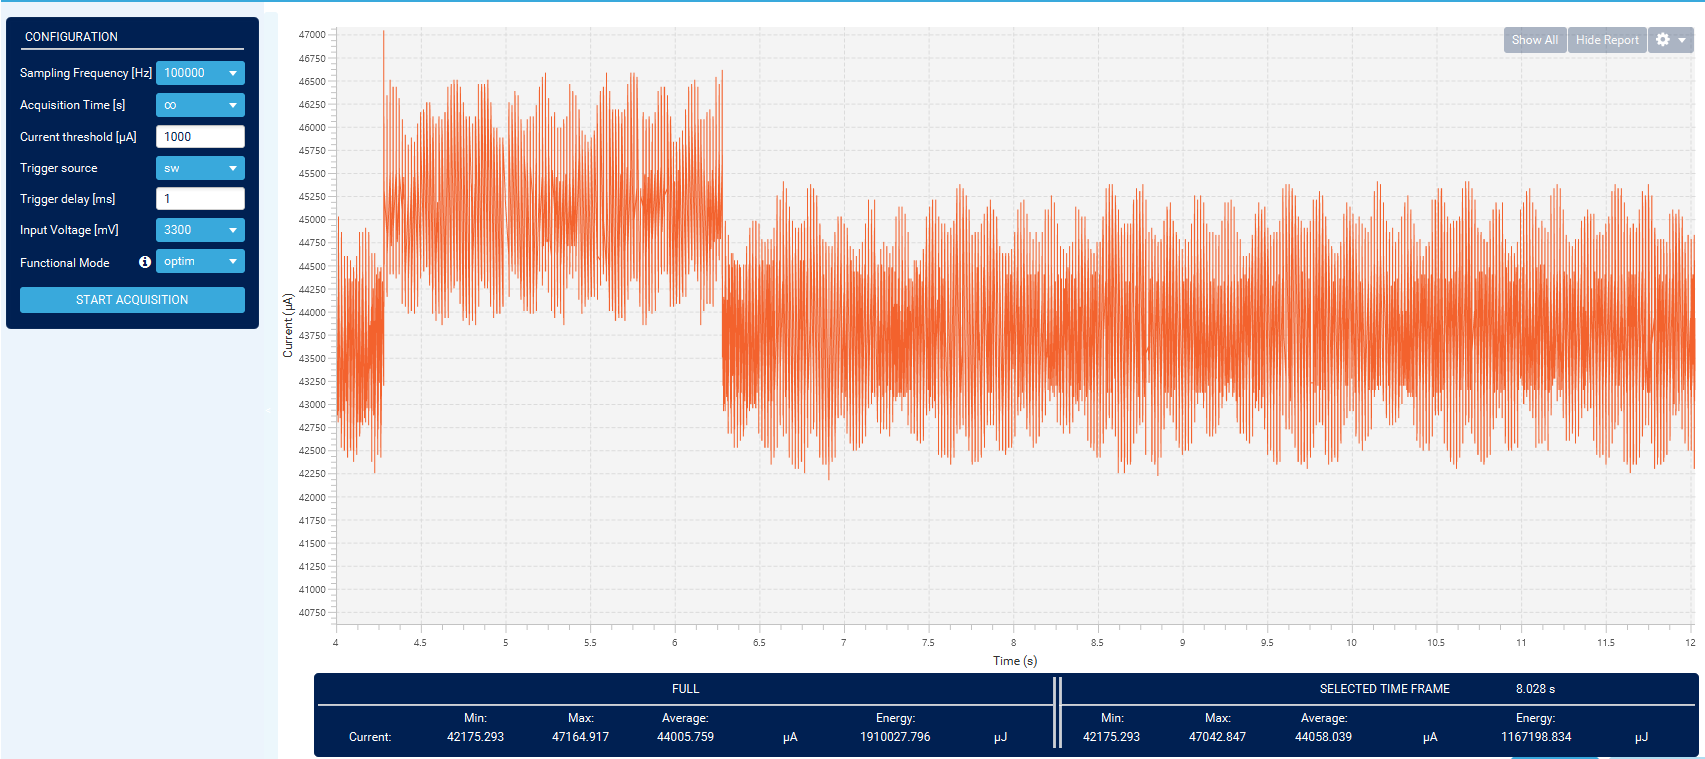 CONFIGURATION
Sampling Frequency [Hz] 100000
Acquisition Time [s] ∞
Current threshold [µA] 1000
Trigger source sw
Trigger delay [ms] 1
Input Voltage [mV] 3300
Functional Mode optim
START ACQUISITION
Show All Hide Report
47000
46750
46500
46250
46000
45750
45500
45250
45000
44750
44500
44250
44000
43750
43500
43250
43000
42750
42500
42250
42000
41750
41500
41250
41000
40750
Current (µA)
4 4.5 5 5.5 6 6.5 7 7.5 8 8.5 9 9.5 10 10.5 11 11.5 12
Time (s)
FULL
Min: Max: Average: Energy:
Current: 42175.293 47164.917 44005.759 µA 1910027.796 µJ
SELECTED TIME FRAME 8.028 s
Min: Max: Average: Energy:
42175.293 47042.847 44058.039 µA 1167198.834 µJ